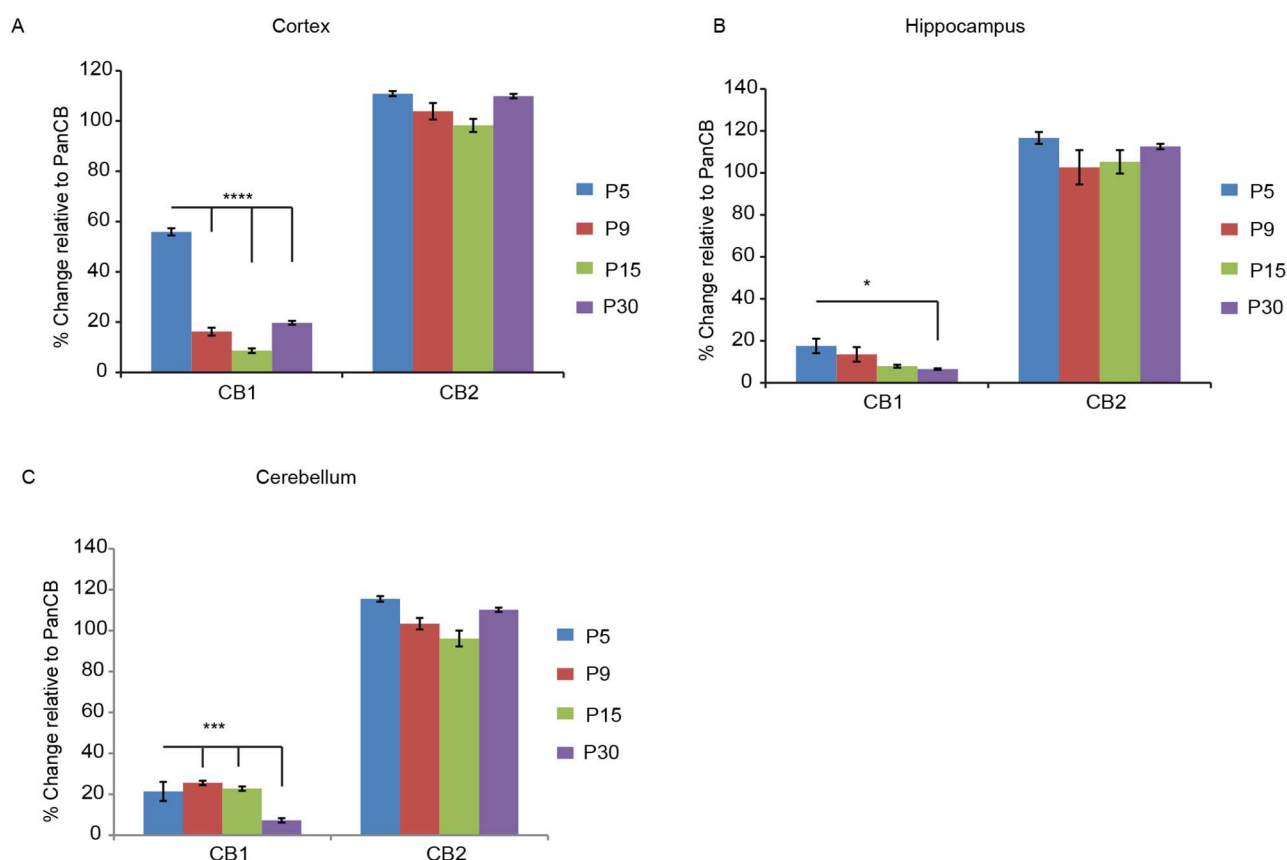 A
Cortex
% Change relative to PanCB
120
100
80
60
40
20
0
****
CB1
CB2
P5
P9
P15
P30
B
Hippocampus
% Change relative to PanCB
140
120
100
80
60
40
20
0
*
CB1
CB2
P5
P9
P15
P30
C
Cerebellum
% Change relative to PanCB
140
120
100
80
60
40
20
0
***
CB1
CB2
P5
P9
P15
P30